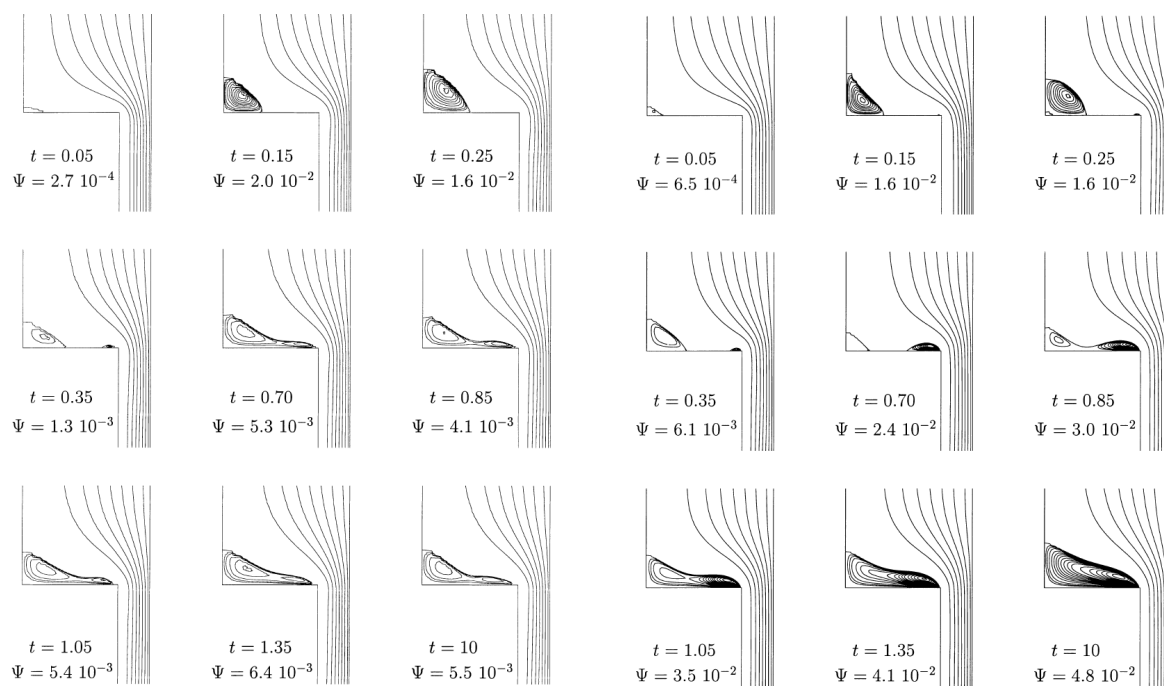 t = 0.05
Ψ = 2.7 10⁻⁴
t = 0.15
Ψ = 2.0 10⁻²
t = 0.25
Ψ = 1.6 10⁻²
t = 0.05
Ψ = 6.5 10⁻⁴
t = 0.15
Ψ = 1.6 10⁻²
t = 0.25
Ψ = 1.6 10⁻²
t = 0.35
Ψ = 1.3 10⁻³
t = 0.70
Ψ = 5.3 10⁻³
t = 0.85
Ψ = 4.1 10⁻³
t = 0.35
Ψ = 6.1 10⁻³
t = 0.70
Ψ = 2.4 10⁻²
t = 0.85
Ψ = 3.0 10⁻²
t = 1.05
Ψ = 5.4 10⁻³
t = 1.35
Ψ = 6.4 10⁻³
t = 10
Ψ = 5.5 10⁻³
t = 1.05
Ψ = 3.5 10⁻²
t = 1.35
Ψ = 4.1 10⁻²
t = 10
Ψ = 4.8 10⁻²